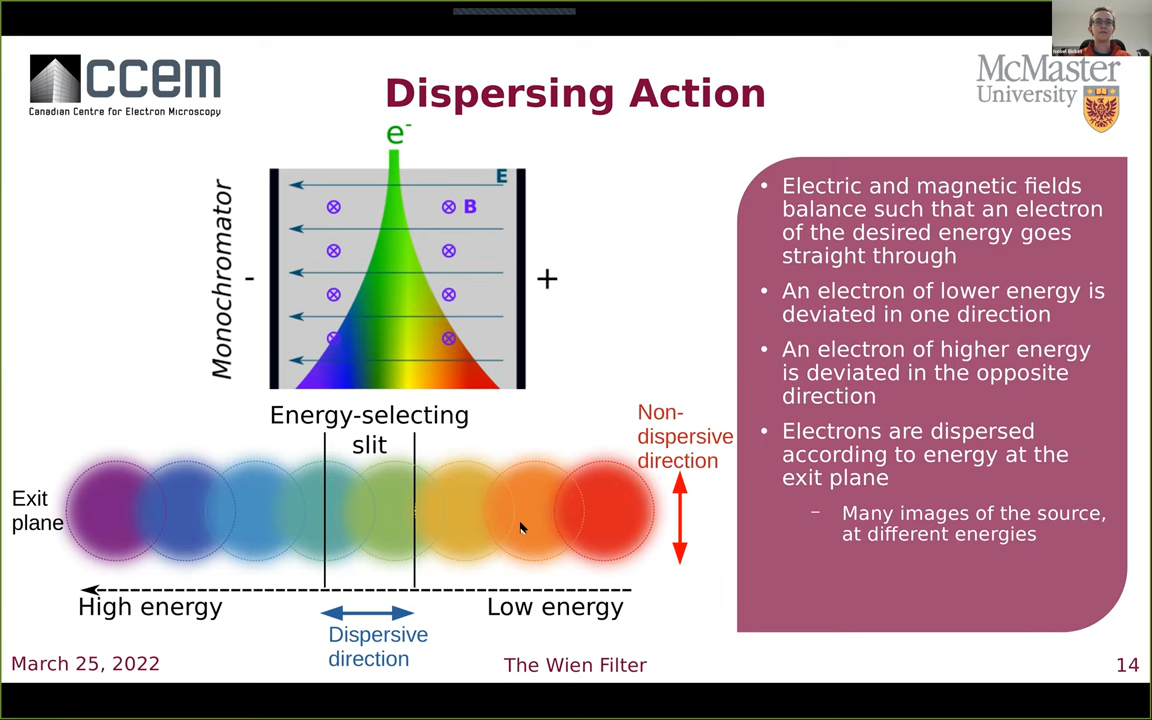 Isobel Bicket
ccem
Canadian Centre for Electron Microscopy
Dispersing Action
McMaster
University
e-
E
B
Monochromator
-
+
Energy-selecting
slit
Non-
dispersive
direction
Exit
plane
High energy
Low energy
Dispersive
direction
• Electric and magnetic fields
balance such that an electron
of the desired energy goes
straight through
• An electron of lower energy is
deviated in one direction
• An electron of higher energy
is deviated in the opposite
direction
• Electrons are dispersed
according to energy at the
exit plane
– Many images of the source,
at different energies
March 25, 2022
The Wien Filter
14